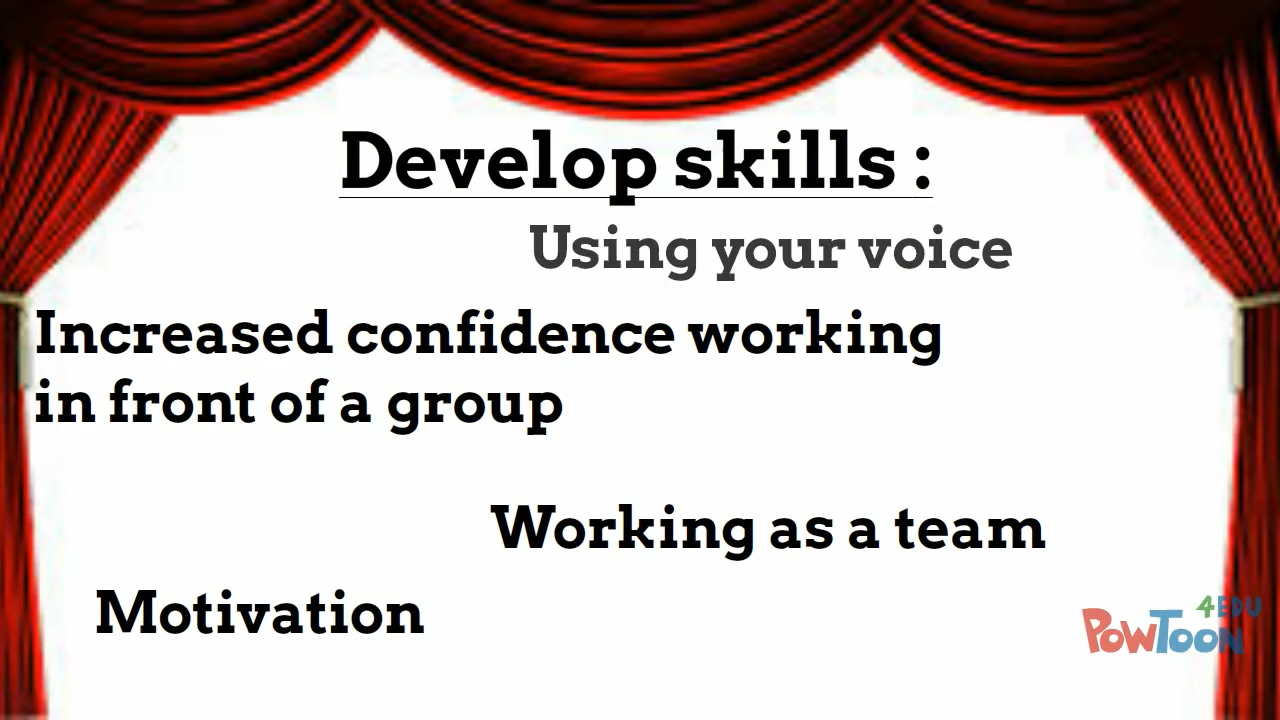 Develop skills :
Using your voice
Increased confidence working
in front of a group
Working as a team
Motivation
4EDU
POWTOON